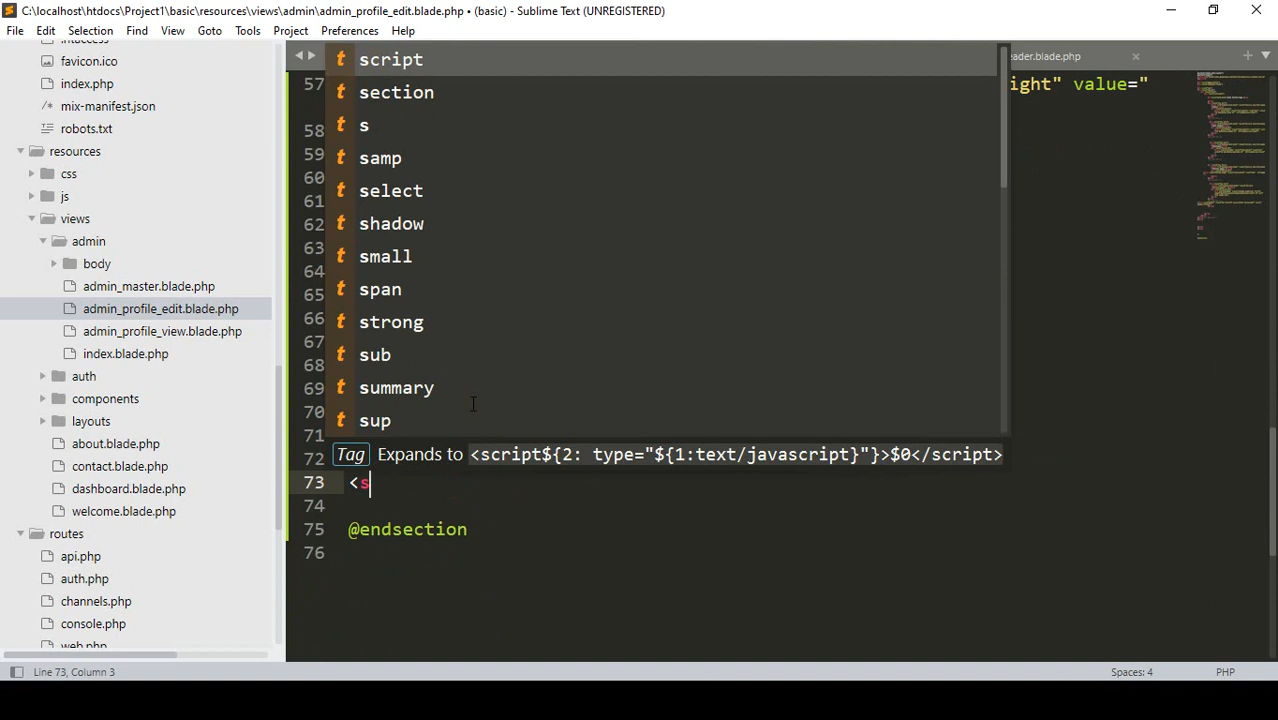 C:\localhost\htdocs\Project1\basic\resources\views\admin\admin_profile_edit.blade.php • (basic) - Sublime Text (UNREGISTERED)
File Edit Selection Find View Goto Tools Project Preferences Help
favicon.ico
index.php
mix-manifest.json
robots.txt
resources
css
js
views
admin
body
admin_master.blade.php
admin_profile_edit.blade.php
admin_profile_view.blade.php
index.blade.php
auth
components
layouts
about.blade.php
contact.blade.php
dashboard.blade.php
welcome.blade.php
routes
api.php
auth.php
channels.php
console.php
web.php
eader.blade.php
57 ight" value="
58
59
60
61
62
63
64
65
66
67
68
69
70
71
72
73 <s
74
75 @endsection
76
t script
t section
t s
t samp
t select
t shadow
t small
t span
t strong
t sub
t summary
t sup
Tag Expands to <script${2: type="${1:text/javascript}"}>$0</script>
Line 73, Column 3 Spaces: 4 PHP